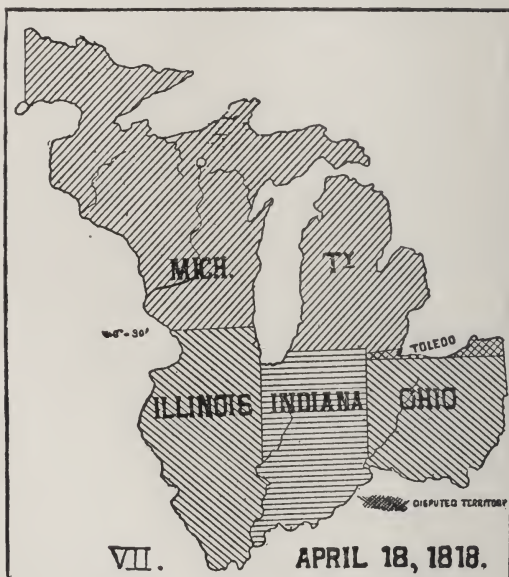 MICH. TY
TOLEDO
ILLINOIS INDIANA OHIO
DISPUTED TERRITORY
VII. APRIL 18, 1818.